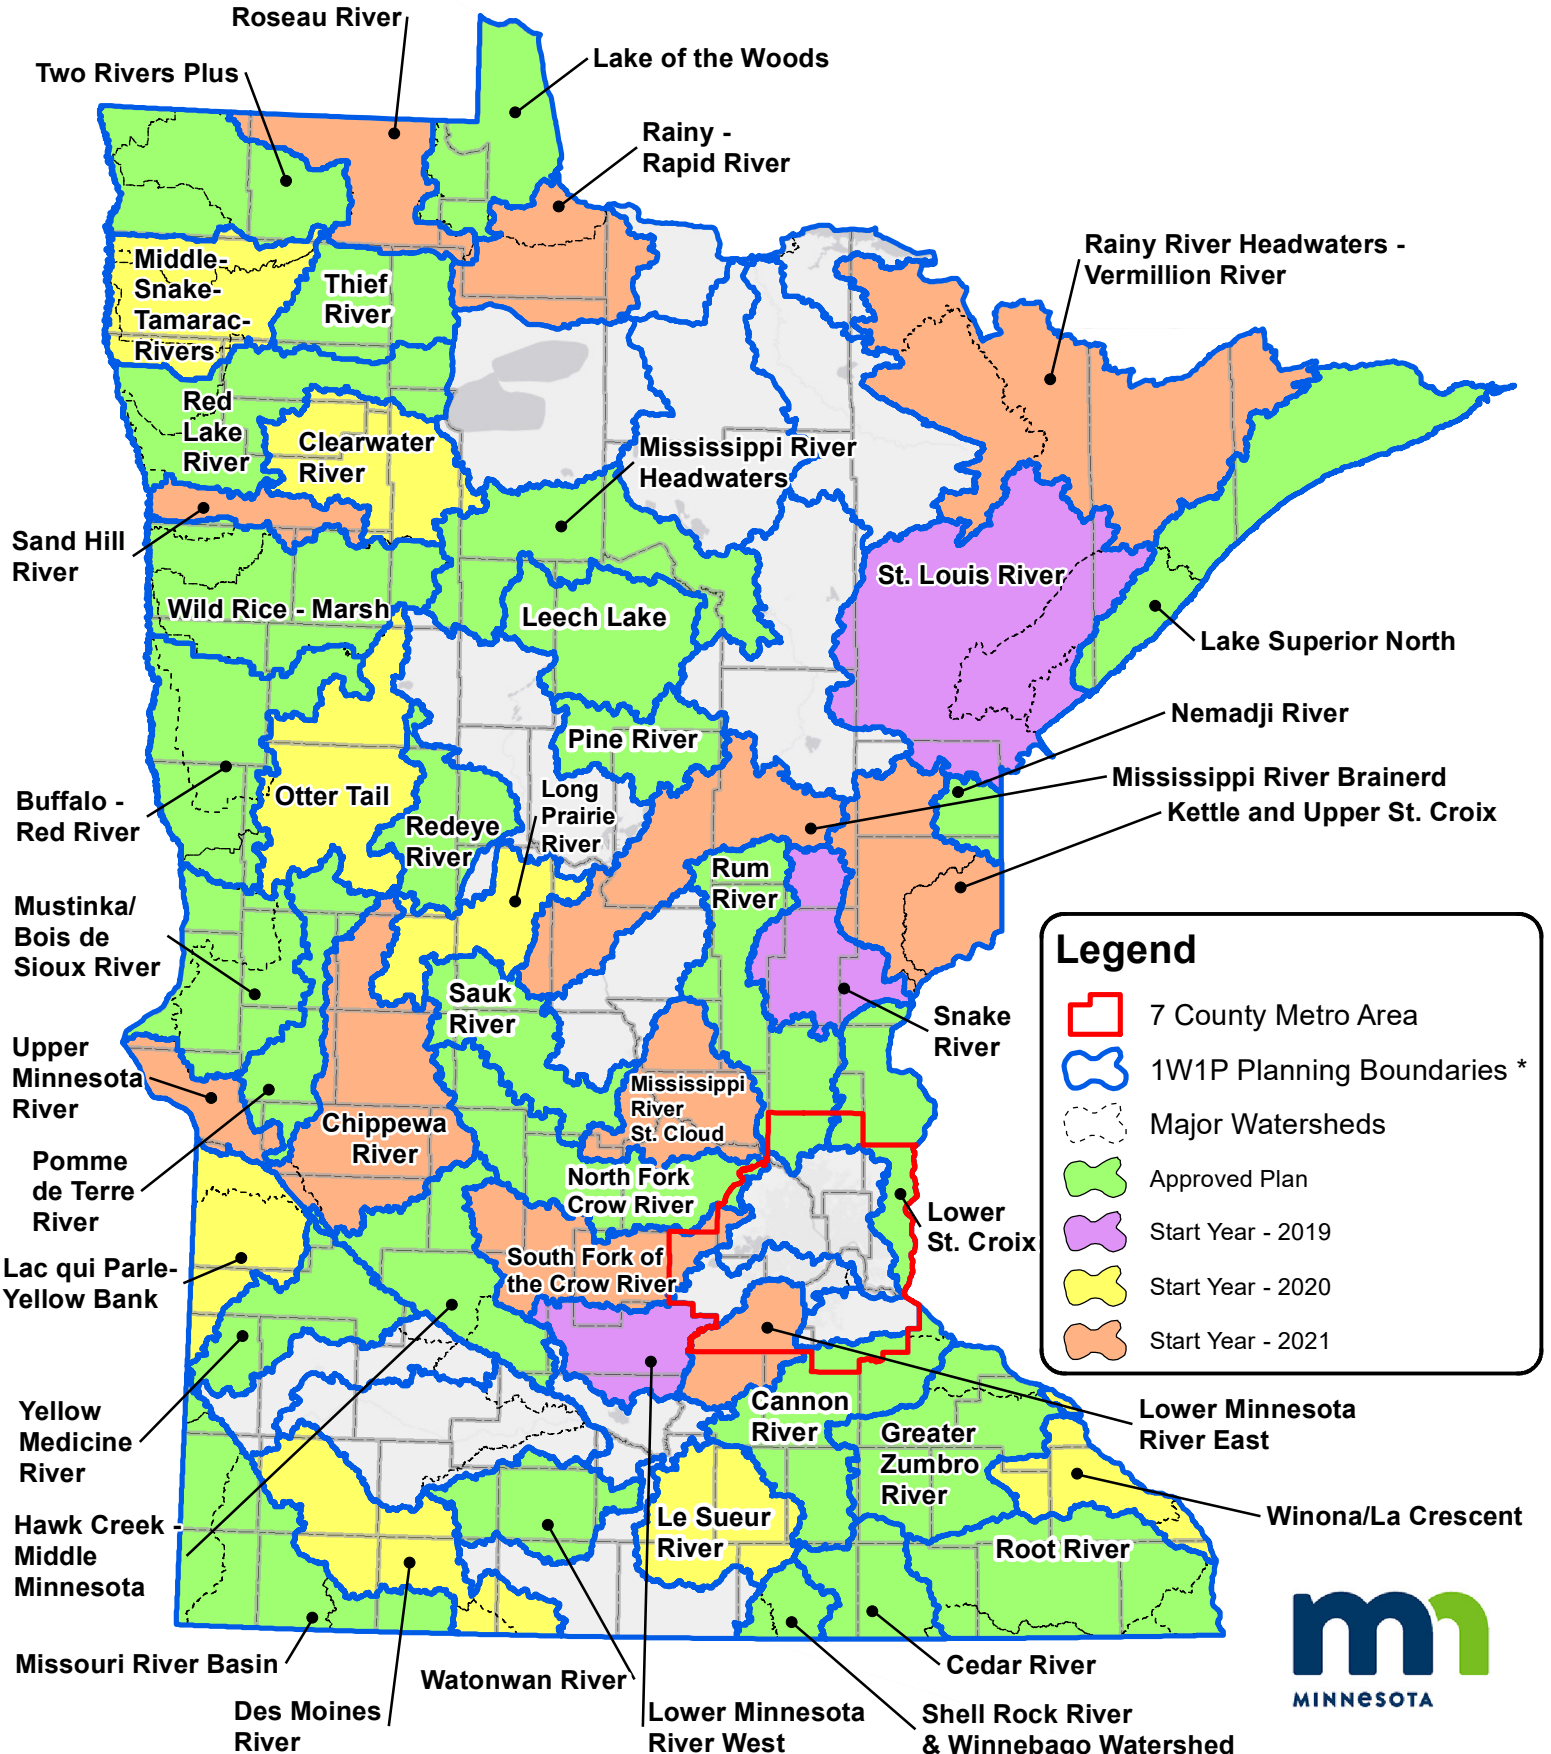 Roseau River
Lake of the Woods
Two Rivers Plus
Rainy -
Rapid River
Rainy River Headwaters -
Vermillion River
Middle-
Snake-
Tamarac-
Rivers
Thief
River
Red
Lake
River
Clearwater
River
Mississippi River
Headwaters
Sand Hill
River
St. Louis River
Wild Rice - Marsh
Leech Lake
Lake Superior North
Nemadji River
Pine River
Mississippi River Brainerd
Kettle and Upper St. Croix
Buffalo -
Red River
Otter Tail
Long
Prairie
River
Redeye
River
Rum
River
Mustinka/
Bois de
Sioux River
Sauk
River
Snake
River
Upper
Minnesota
River
Mississippi
River
St. Cloud
Chippewa
River
Pomme
de Terre
River
North Fork
Crow River
Lower
St. Croix
Lac qui Parle-
Yellow Bank
South Fork of
the Crow River
Legend
7 County Metro Area
1W1P Planning Boundaries *
Major Watersheds
Approved Plan
Start Year - 2019
Start Year - 2020
Start Year - 2021
Yellow
Medicine
River
Cannon
River
Greater
Zumbro
River
Lower Minnesota
River East
Winona/La Crescent
Hawk Creek -
Middle
Minnesota
Le Sueur
River
Root River
Missouri River Basin
Des Moines
River
Watonwan River
Lower Minnesota
River West
Cedar River
Shell Rock River
& Winnebago Watershed
mn
MINNESOTA